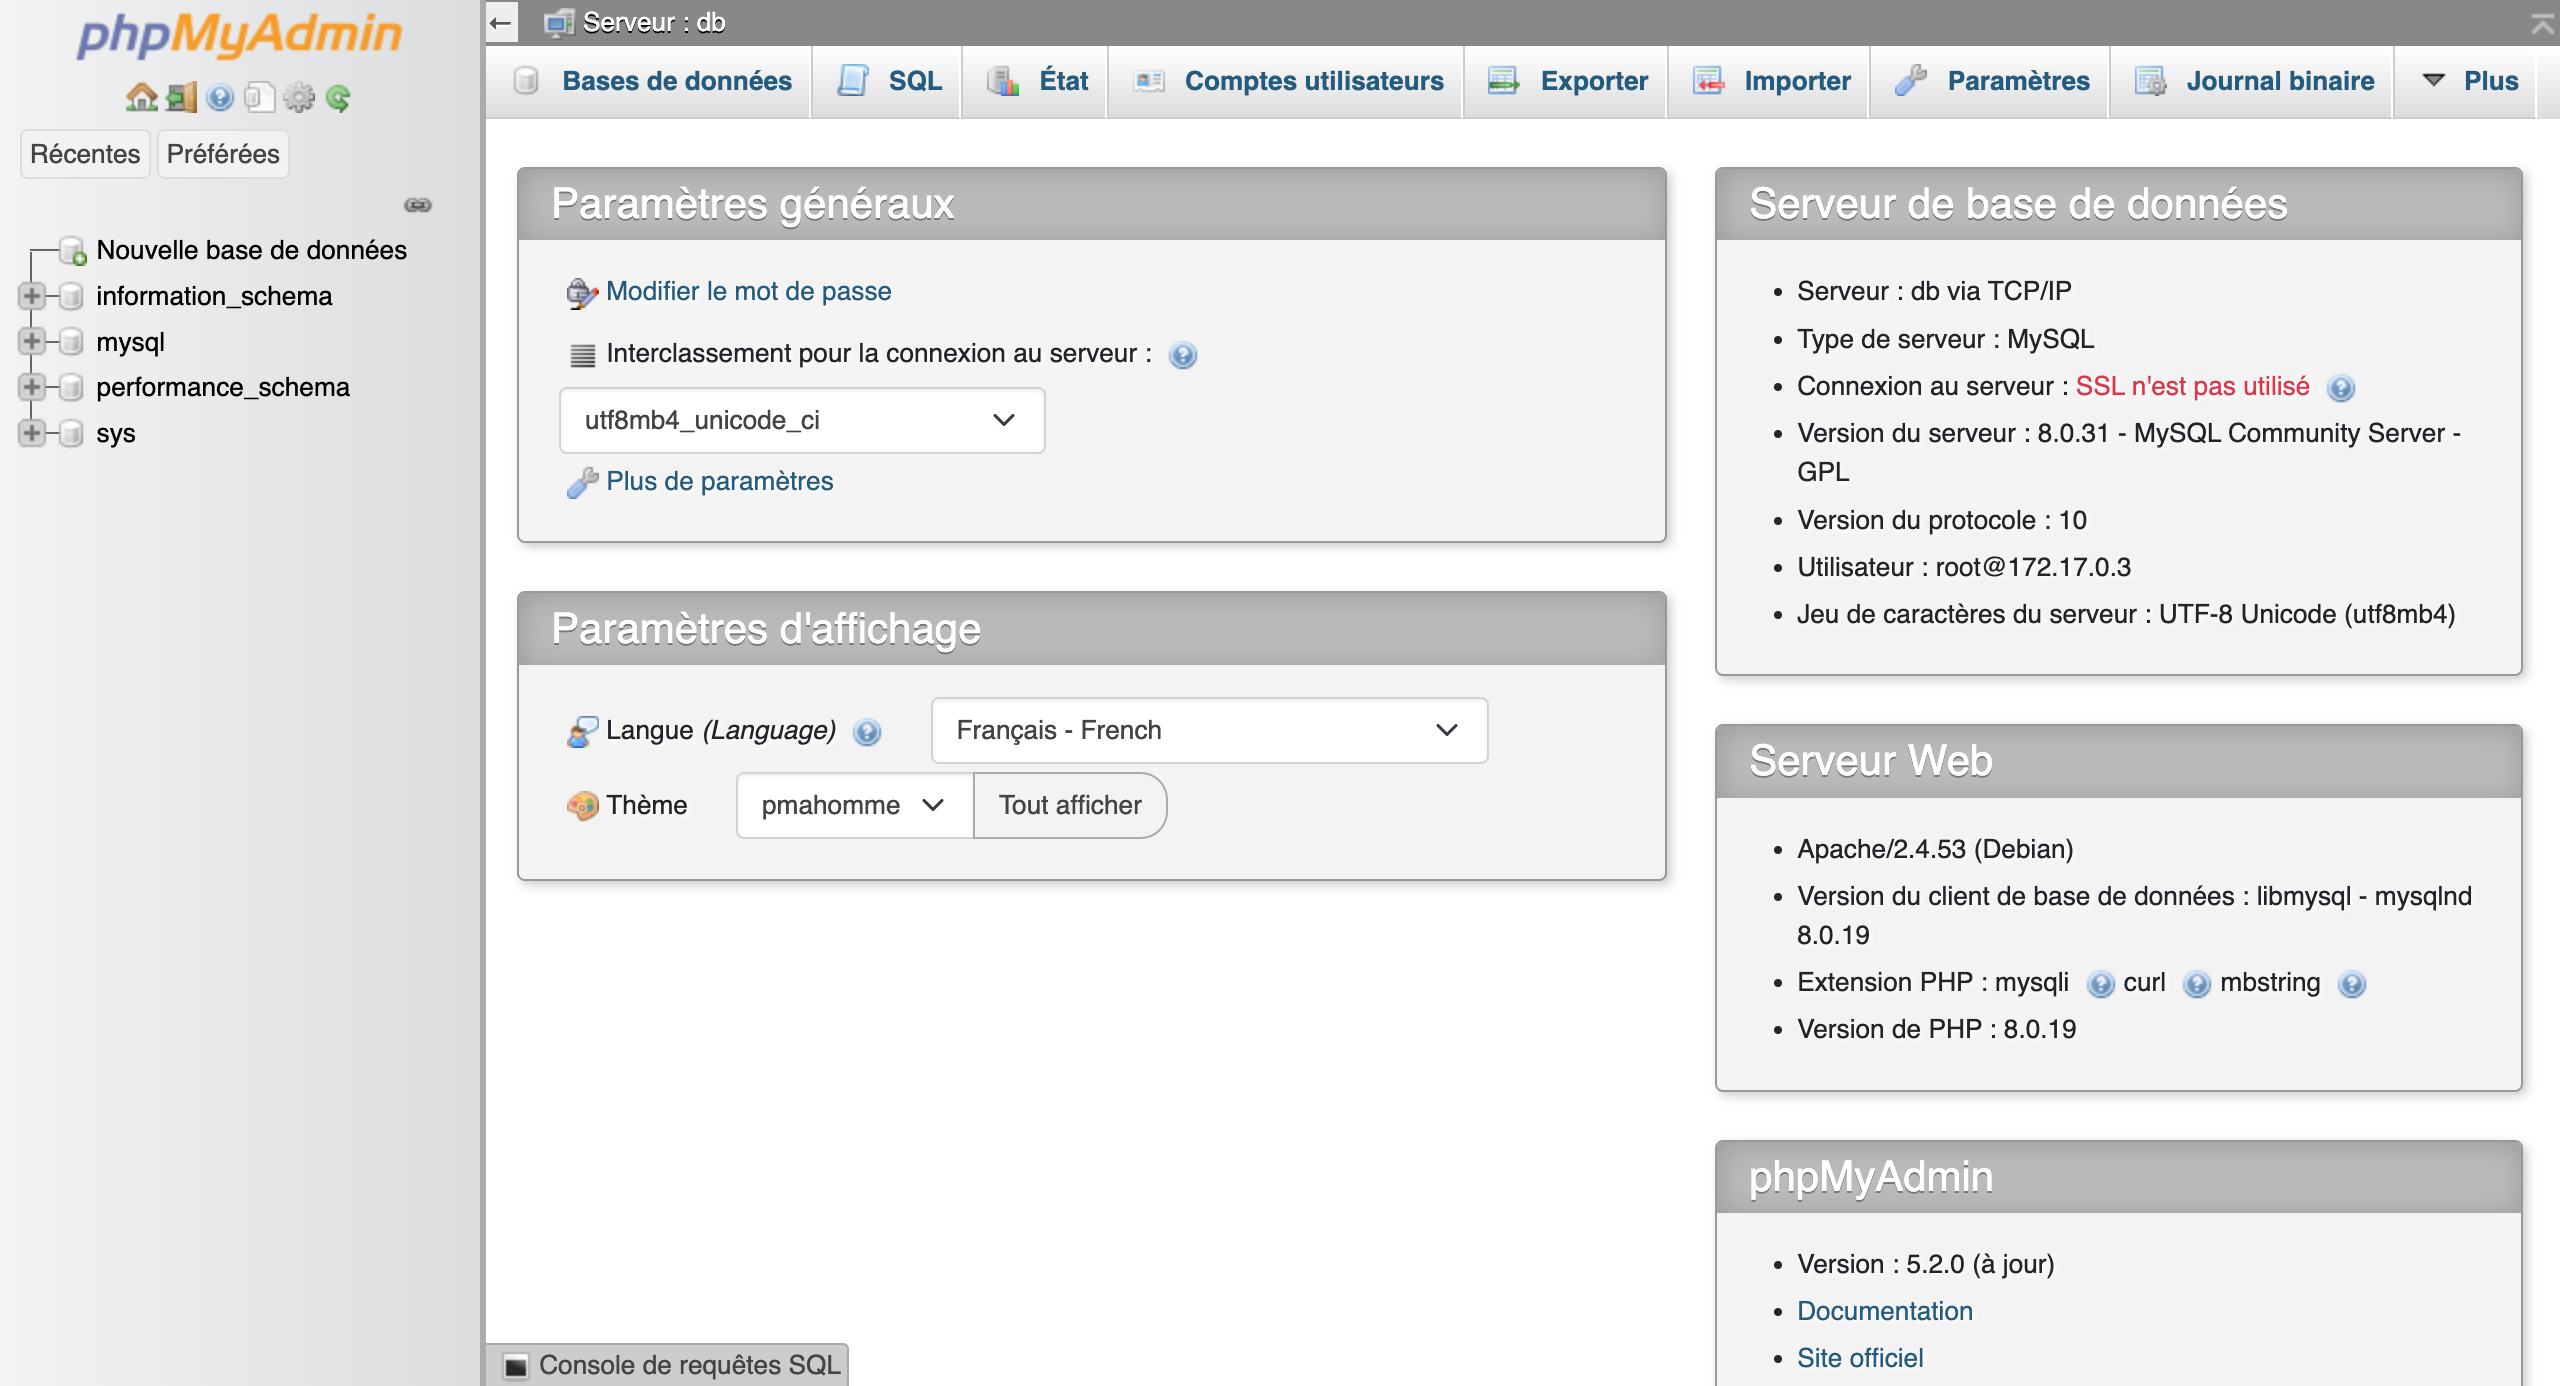 phpMyAdmin
Récentes
Préférées
Nouvelle base de données
information_schema
mysql
performance_schema
sys
Serveur : db
Bases de données
SQL
État
Comptes utilisateurs
Exporter
Importer
Paramètres
Journal binaire
Plus
Paramètres généraux
Modifier le mot de passe
Interclassement pour la connexion au serveur :
utf8mb4_unicode_ci
Plus de paramètres
Paramètres d'affichage
Langue (Language)
Français - French
Thème
pmahomme
Tout afficher
Serveur de base de données
Serveur : db via TCP/IP
Type de serveur : MySQL
Connexion au serveur : SSL n'est pas utilisé
Version du serveur : 8.0.31 - MySQL Community Server -
GPL
Version du protocole : 10
Utilisateur : root@172.17.0.3
Jeu de caractères du serveur : UTF-8 Unicode (utf8mb4)
Serveur Web
Apache/2.4.53 (Debian)
Version du client de base de données : libmysql - mysqlnd
8.0.19
Extension PHP : mysqli curl mbstring
Version de PHP : 8.0.19
phpMyAdmin
Version : 5.2.0 (à jour)
Documentation
Site officiel
Console de requêtes SQL